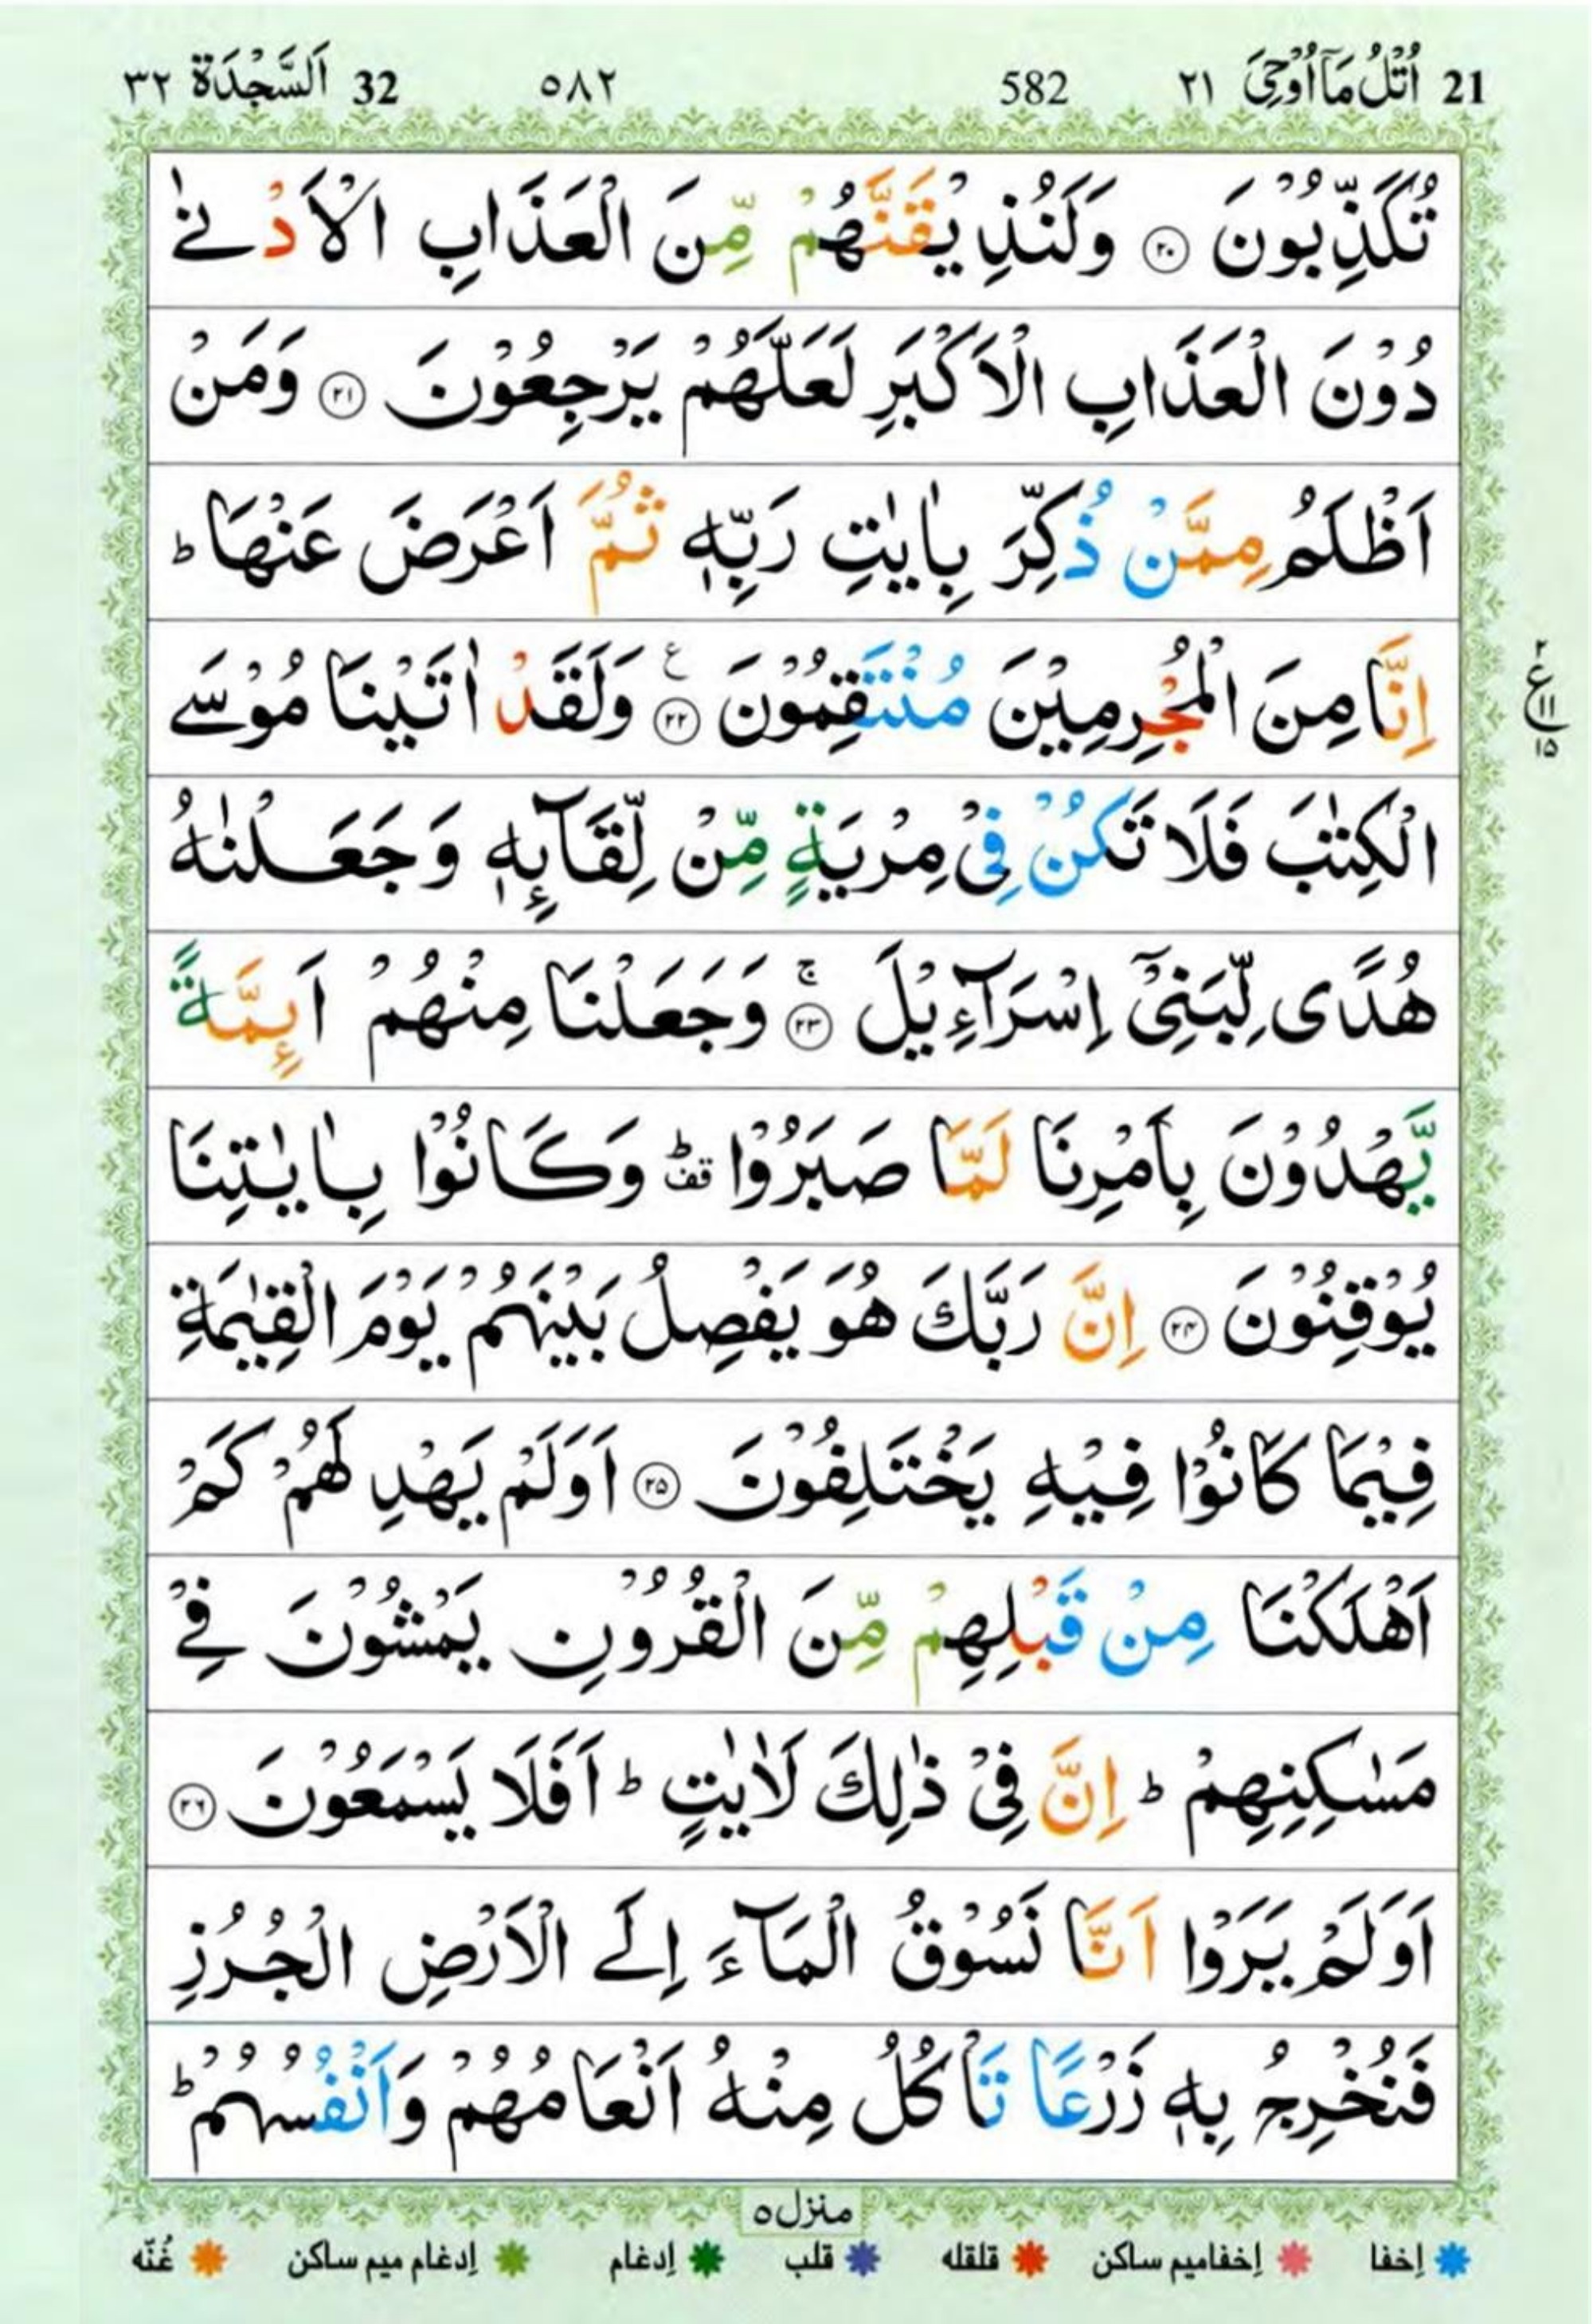 21 اُتْلُ مَآ اُوْحِیَ ٢١ 582 ٥٨٢ 32 اَلسَّجْدَة ٣٢
تُكَذِّبُوْنَ ۝٢٠ وَلَنُذِيْقَنَّهُمْ مِّنَ الْعَذَابِ الْاَدْنٰے
دُوْنَ الْعَذَابِ الْاَكْبَرِ لَعَلَّهُمْ يَرْجِعُوْنَ ۝٢١ وَمَنْ
اَظْلَمُ مِمَّنْ ذُكِّرَ بِاٰيٰتِ رَبِّهٖ ثُمَّ اَعْرَضَ عَنْهَا ؕ
اِنَّا مِنَ الْمُجْرِمِيْنَ مُنْتَقِمُوْنَ ۝٢٢ ع وَلَقَدْ اٰتَيْنَا مُوْسَے
٢ ع ١١ ١٥
الْكِتٰبَ فَلَا تَكُنْ فِیْ مِرْيَةٍ مِّنْ لِّقَآئِهٖ وَجَعَلْنٰهُ
هُدًی لِّبَنِیْۤ اِسْرَآءِيْلَ ۝٢٣ ۚ وَجَعَلْنَا مِنْهُمْ اَئِمَّةً
يَّهْدُوْنَ بِاَمْرِنَا لَمَّا صَبَرُوْا ؕ قف وَكَانُوْا بِاٰيٰتِنَا
يُوْقِنُوْنَ ۝٢٤ اِنَّ رَبَّكَ هُوَ يَفْصِلُ بَيْنَهُمْ يَوْمَ الْقِيٰمَةِ
فِيْمَا كَانُوْا فِيْهِ يَخْتَلِفُوْنَ ۝٢٥ اَوَلَمْ يَهْدِ لَهُمْ كَمْ
اَهْلَكْنَا مِنْ قَبْلِهِمْ مِّنَ الْقُرُوْنِ يَمْشُوْنَ فِیْ
مَسٰكِنِهِمْ ؕ اِنَّ فِیْ ذٰلِكَ لَاٰيٰتٍ ؕ اَفَلَا يَسْمَعُوْنَ ۝٢٦
اَوَلَمْ يَرَوْا اَنَّا نَسُوْقُ الْمَآءَ اِلَے الْاَرْضِ الْجُرُزِ
فَنُخْرِجُ بِهٖ زَرْعًا تَاْكُلُ مِنْهُ اَنْعَامُهُمْ وَاَنْفُسُهُمْ ؕ
منزل ٥
إخفا إخفاميم ساكن قلقله قلب إدغام إدغام ميم ساكن غُنّه